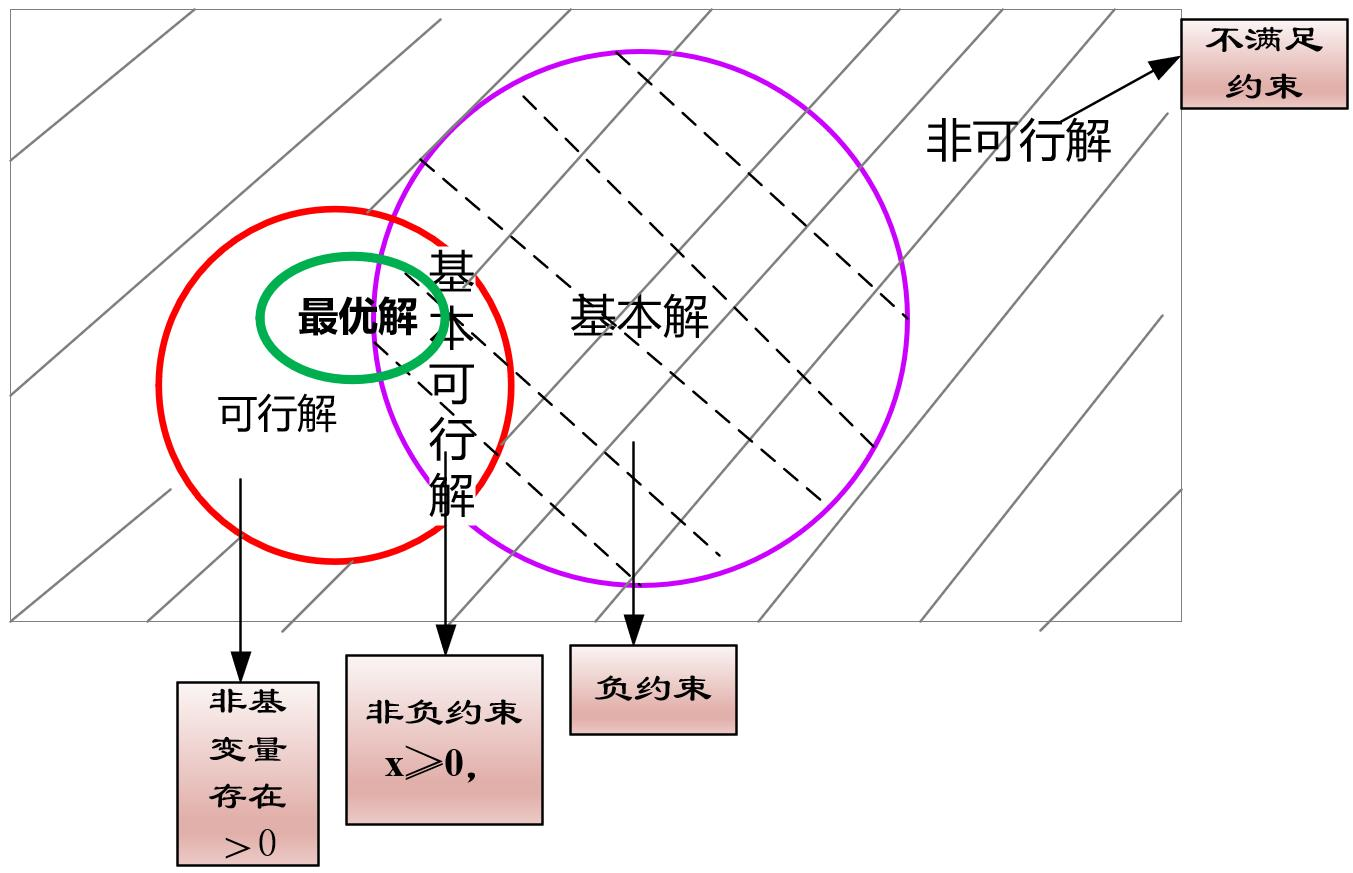 不满足
约束
非可行解
基本可行解
最优解
基本解
可行解
非基
变量
存在
>0
非负约束
x≥0，
负约束